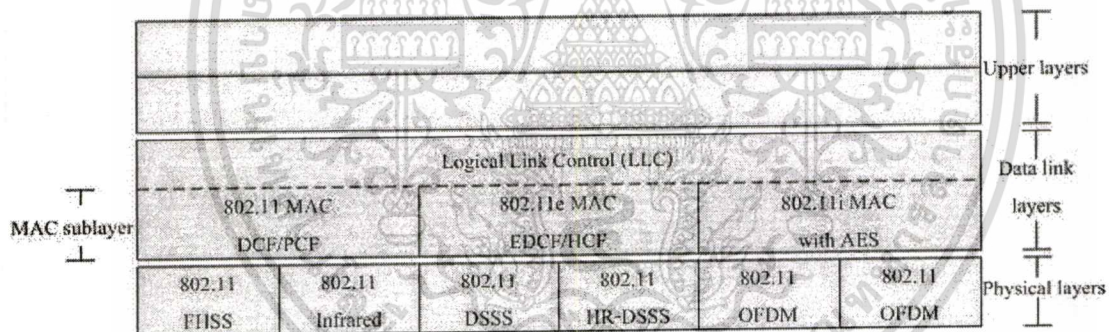 Upper layers
Logical Link Control (LLC)
Data link
layers
MAC sublayer
802.11 MAC
DCF/PCF
802.11e MAC
EDCF/HCF
802.11i MAC
with AES
802.11
FHSS
802.11
Infrared
802.11
DSSS
802.11
HR-DSSS
802.11
OFDM
802.11
OFDM
Physical layers